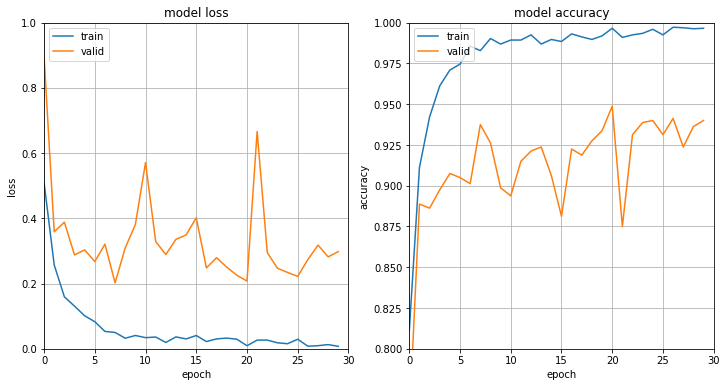 model loss
train
valid
1.0
0.8
0.6
0.4
0.2
0.0
loss
0 5 10 15 20 25 30
epoch
model accuracy
train
valid
1.000
0.975
0.950
0.925
0.900
0.875
0.850
0.825
0.800
accuracy
0 5 10 15 20 25 30
epoch